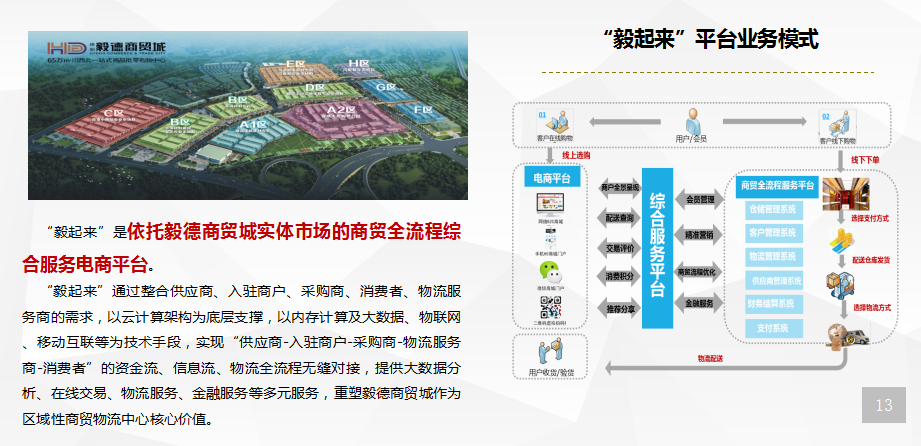 毅德商贸城
65万㎡川西北一站式商品批零购物中心
E区
H区
G区
D区
B区
C区
B区
A1区
A2区
F区
“毅起来”是依托毅德商贸城实体市场的商贸全流程综
合服务电商平台。
“毅起来”通过整合供应商、入驻商户、采购商、消费者、物流服
务商的需求，以云计算架构为底层支撑，以内存计算及大数据、物联网
、移动互联等为技术手段，实现“供应商-入驻商户-采购商-物流服务
商-消费者”的资金流、信息流、物流全流程无缝对接，提供大数据分
析、在线交易、物流服务、金融服务等多元服务，重塑毅德商贸城作为
区域性商贸物流中心核心价值。
“毅起来”平台业务模式
01
客户在线购物
用户/会员
02
客户线下购物
线上选购
线下下单
电商平台
手机端商城门户
微信商城门户
商户全景呈现
配送查询
交易评价
消费积分
推荐分享
综合服务平台
会员管理
精准营销
商贸流程优化
金融服务
商贸全流程服务平台
仓储管理系统
客户管理系统
物流管理系统
供应商管理系统
财务结算系统
支付系统
选择支付方式
配送仓库发货
选择物流方式
物流配送
用户收货/验货
13